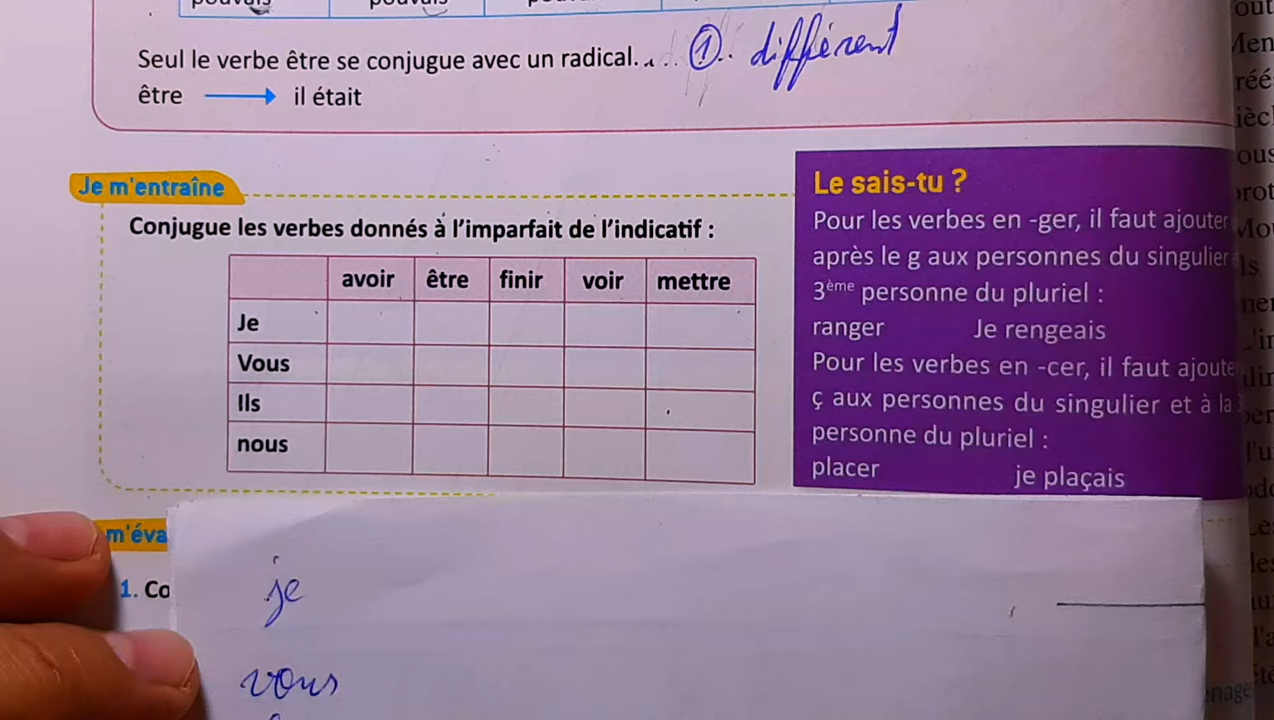 pouvais pouvais
Seul le verbe être se conjugue avec un radical. ... ① .. différent
être → il était
Je m'entraîne
Conjugue les verbes donnés à l'imparfait de l'indicatif :
avoir être finir voir mettre
Je
Vous
Ils
nous
Le sais-tu ?
Pour les verbes en -ger, il faut ajouter
après le g aux personnes du singulier
3ème personne du pluriel :
ranger Je rengeais
Pour les verbes en -cer, il faut ajoute
ç aux personnes du singulier et à la
personne du pluriel :
placer je plaçais
m'éva
1. Co
je
vous